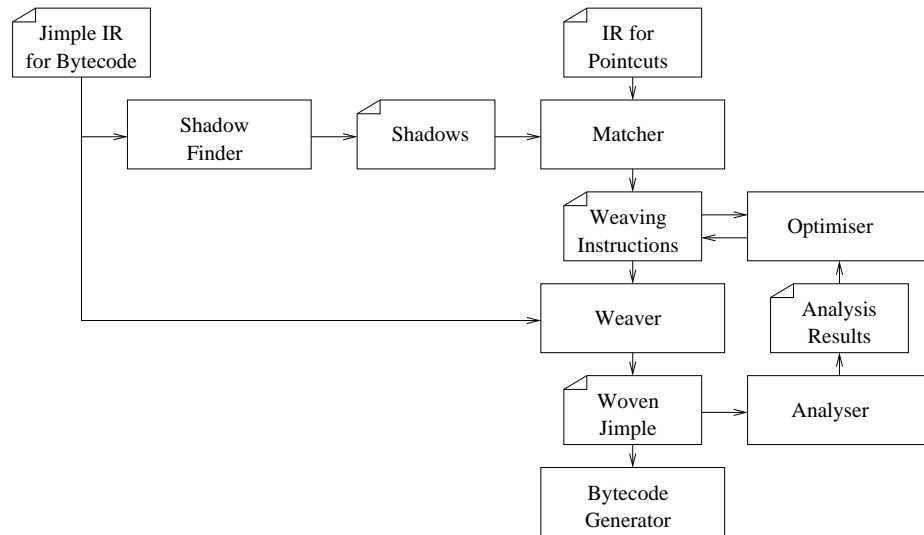 Jimple IR
for Bytecode
IR for
Pointcuts
Shadow
Finder
Shadows
Matcher
Weaving
Instructions
Optimiser
Weaver
Analysis
Results
Woven
Jimple
Analyser
Bytecode
Generator